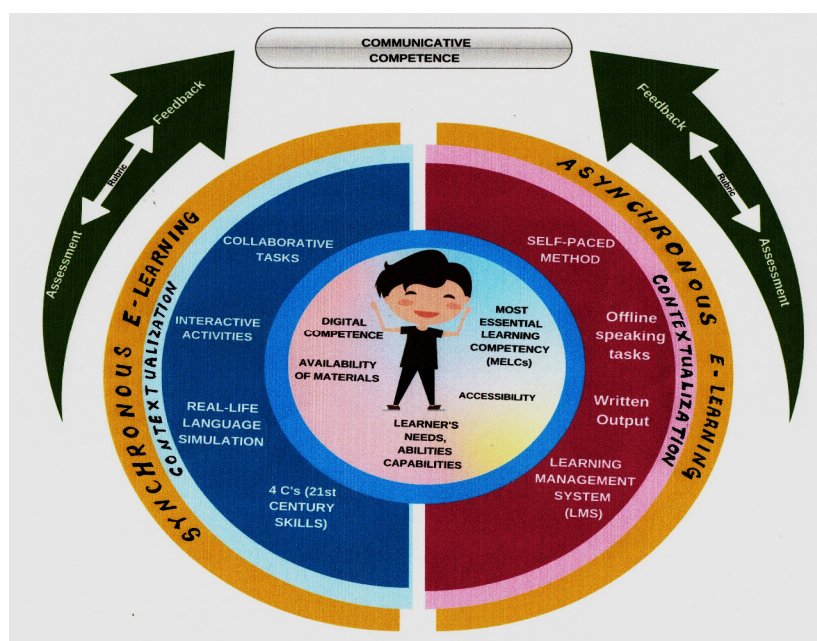 COMMUNICATIVE
COMPETENCE
Feedback
Rubric
Assessment
Feedback
Rubric
Assessment
SYNCHRONOUS E-LEARNING
CONTEXTUALIZATION
COLLABORATIVE
TASKS
INTERACTIVE
ACTIVITIES
REAL-LIFE
LANGUAGE
SIMULATION
4 C's (21st
CENTURY
SKILLS)
DIGITAL
COMPETENCE
AVAILABILITY
OF MATERIALS
MOST
ESSENTIAL
LEARNING
COMPETENCY
(MELCs)
ACCESSIBILITY
LEARNER'S
NEEDS,
ABILITIES
CAPABILITIES
ASYNCHRONOUS E-LEARNING
CONTEXTUALIZATION
SELF-PACED
METHOD
Offline
speaking
tasks
Written
Output
LEARNING
MANAGEMENT
SYSTEM
(LMS)